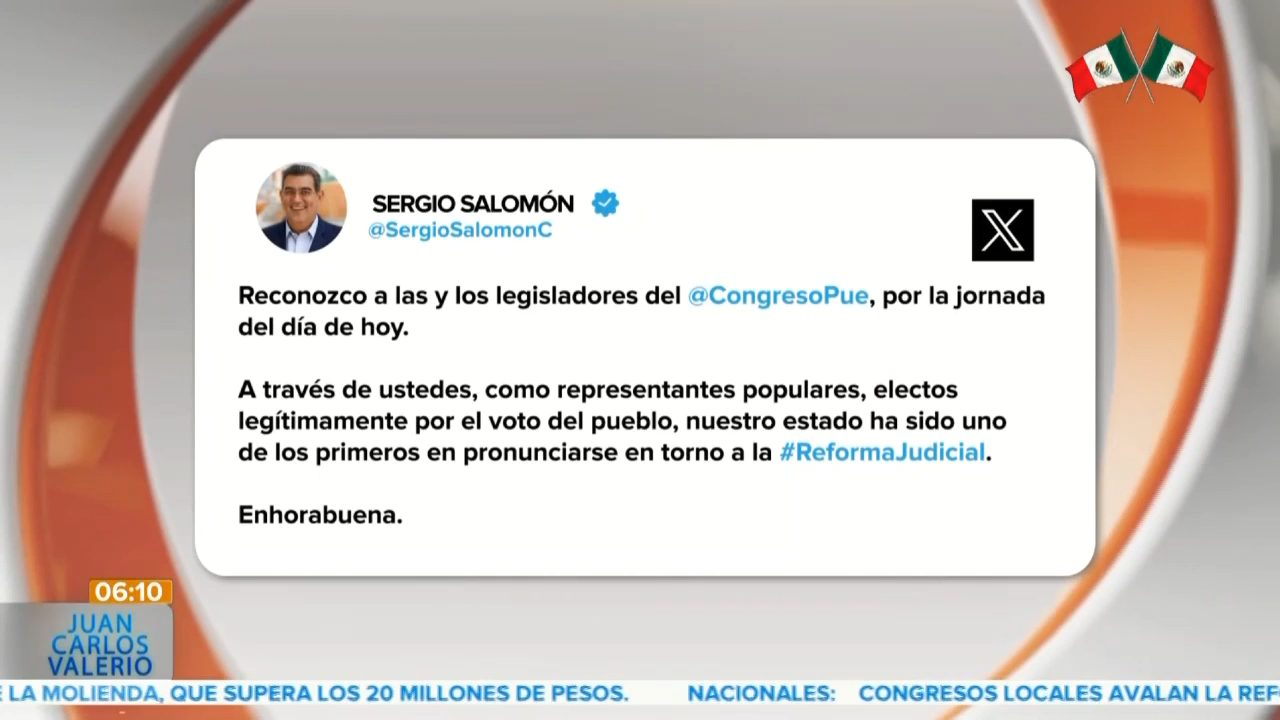 SERGIO SALOMÓN
@SergioSalomonC
Reconozco a las y los legisladores del @CongresoPue, por la jornada
del día de hoy.
A través de ustedes, como representantes populares, electos
legítimamente por el voto del pueblo, nuestro estado ha sido uno
de los primeros en pronunciarse en torno a la #ReformaJudicial.
Enhorabuena.
06:10
JUAN
CARLOS
VALERIO
LA MOLIENDA, QUE SUPERA LOS 20 MILLONES DE PESOS. NACIONALES: CONGRESOS LOCALES AVALAN LA